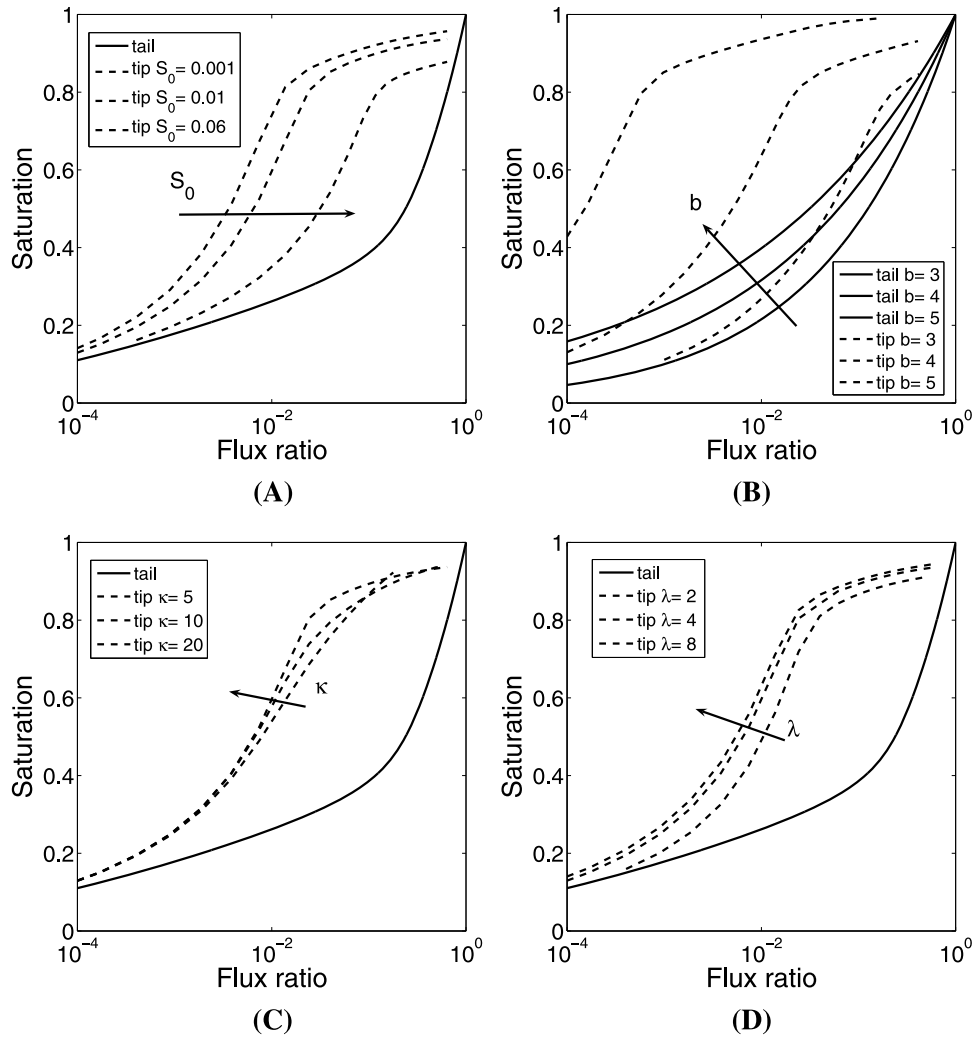 1
0.8
0.6
0.4
0.2
0
Saturation
tail
tip S0= 0.001
tip S0= 0.01
tip S0= 0.06
S0
10^-4
10^-2
10^0
Flux ratio
(A)
1
0.8
0.6
0.4
0.2
0
Saturation
b
tail b= 3
tail b= 4
tail b= 5
tip b= 3
tip b= 4
tip b= 5
10^-4
10^-2
10^0
Flux ratio
(B)
1
0.8
0.6
0.4
0.2
0
Saturation
tail
tip κ= 5
tip κ= 10
tip κ= 20
κ
10^-4
10^-2
10^0
Flux ratio
(C)
1
0.8
0.6
0.4
0.2
0
Saturation
tail
tip λ= 2
tip λ= 4
tip λ= 8
λ
10^-4
10^-2
10^0
Flux ratio
(D)